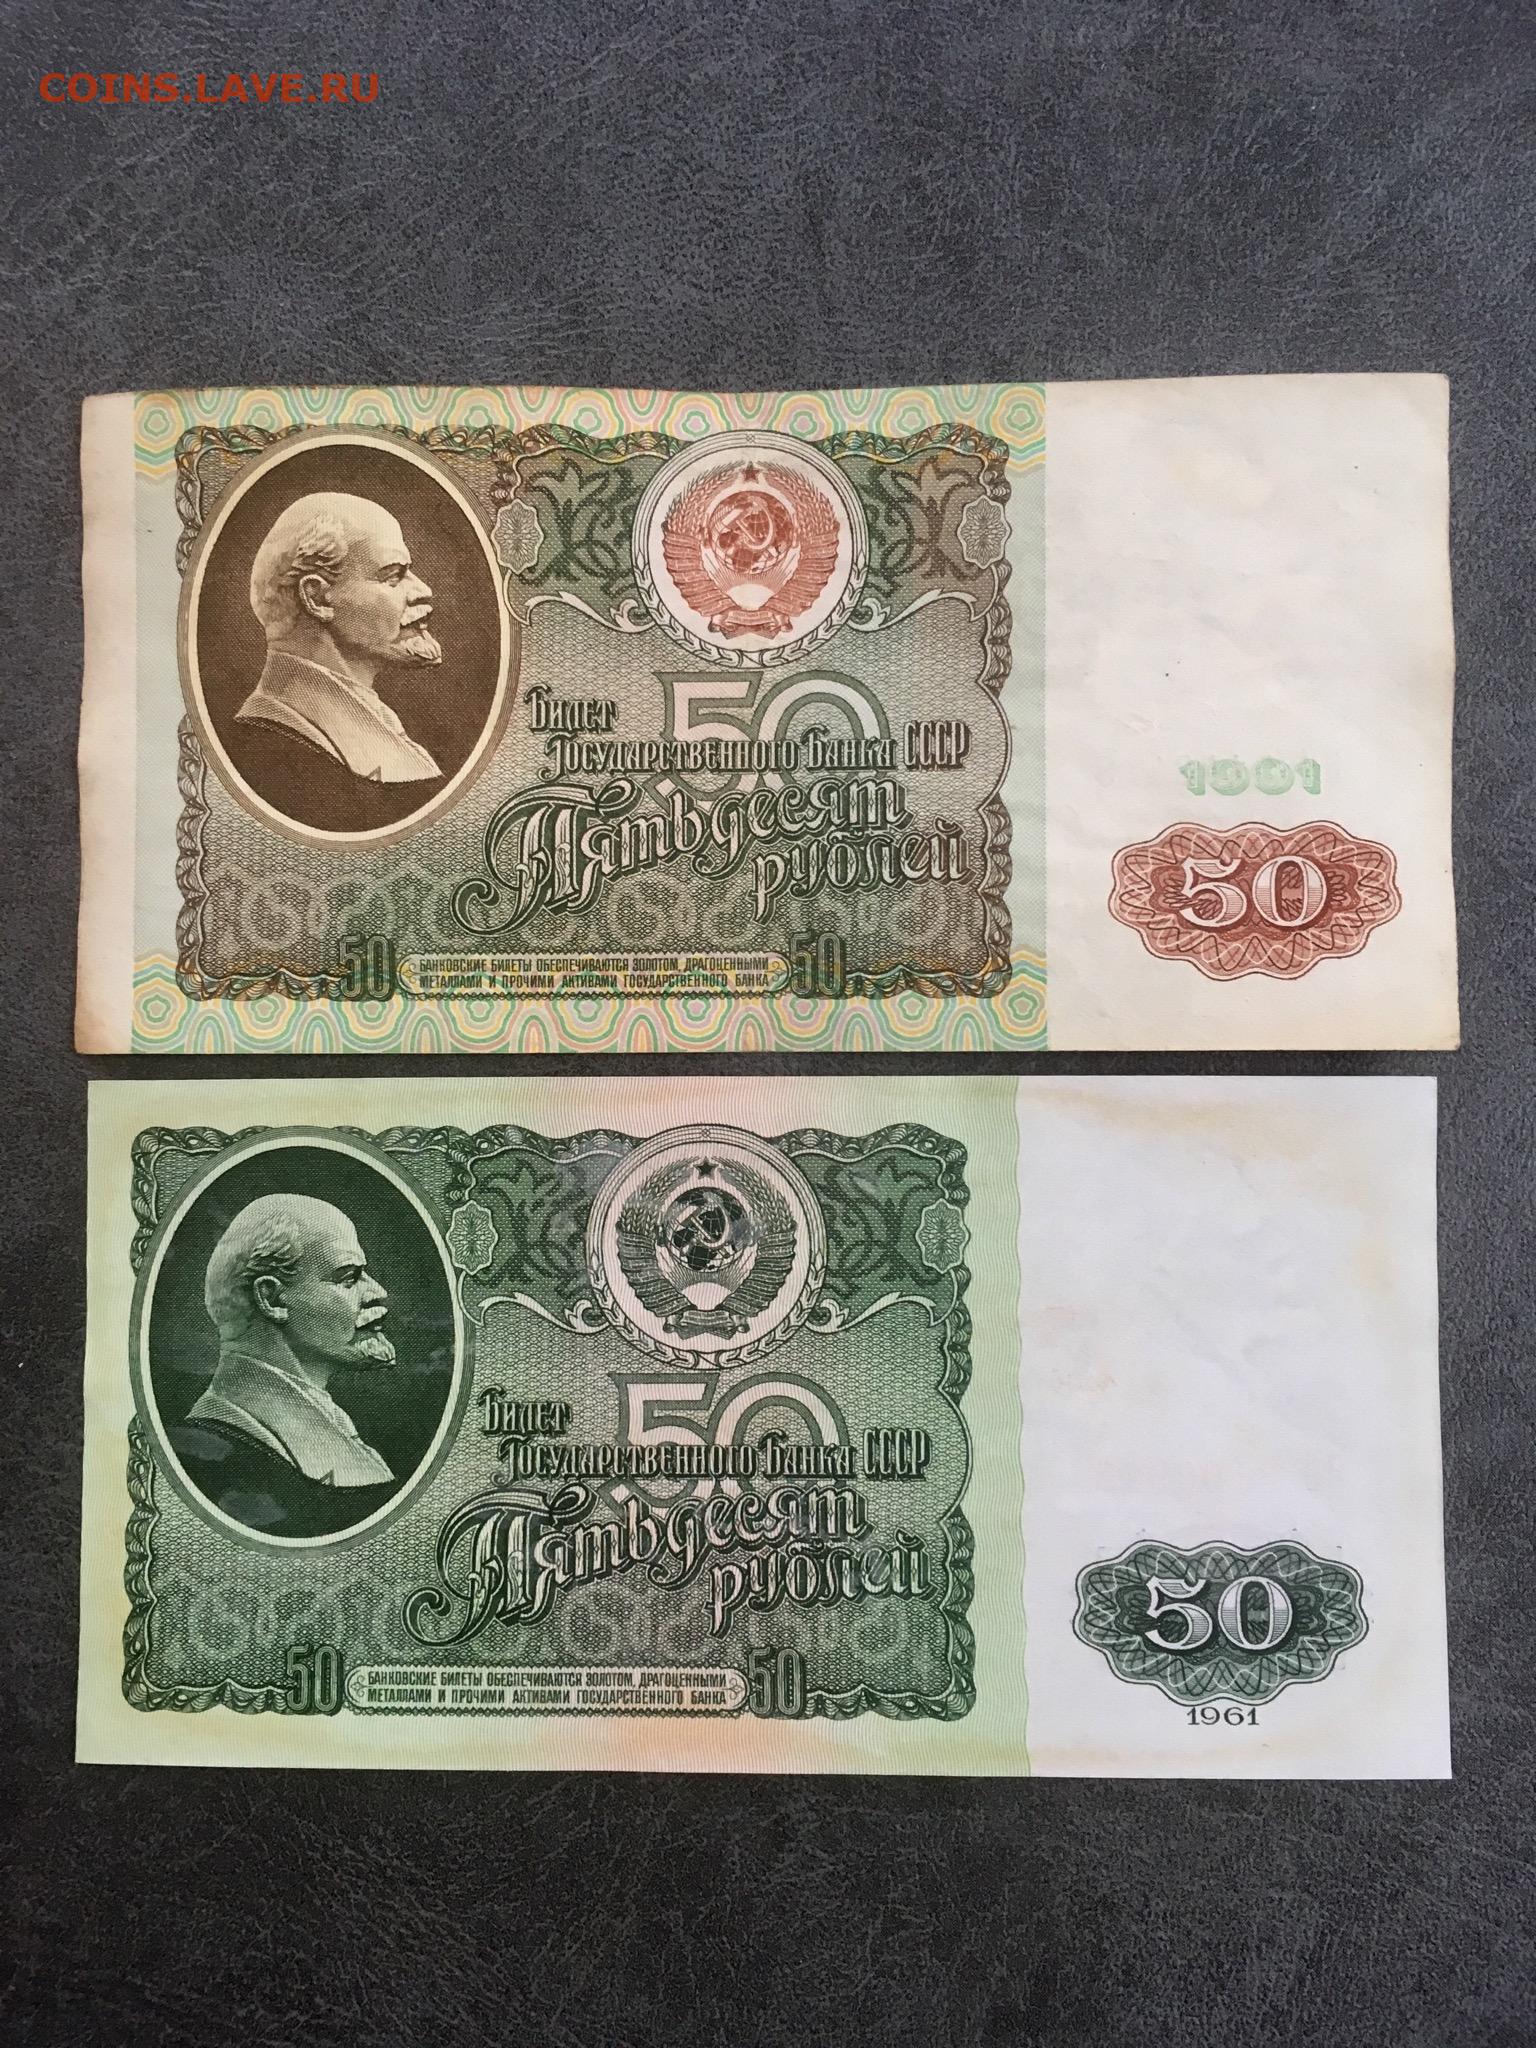 COINS.LAVE.RU
50
Билет
Государственного Банка СССР
Пятьдесят
рублей
1991
50
50
БАНКОВСКИЕ БИЛЕТЫ ОБЕСПЕЧИВАЮТСЯ ЗОЛОТОМ, ДРАГОЦЕННЫМИ
МЕТАЛЛАМИ И ПРОЧИМИ АКТИВАМИ ГОСУДАРСТВЕННОГО БАНКА
50
50
Билет
Государственного Банка СССР
Пятьдесят
рублей
50
50
БАНКОВСКИЕ БИЛЕТЫ ОБЕСПЕЧИВАЮТСЯ ЗОЛОТОМ, ДРАГОЦЕННЫМИ
МЕТАЛЛАМИ И ПРОЧИМИ АКТИВАМИ ГОСУДАРСТВЕННОГО БАНКА
50
1961